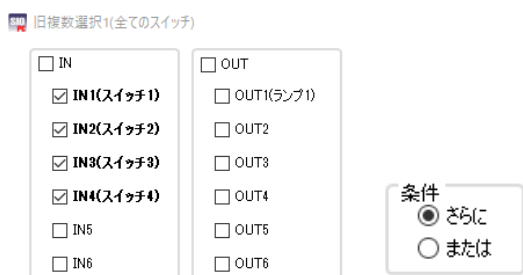 SIO PC 旧複数選択1(全てのスイッチ)
IN
IN1(スイッチ1)
IN2(スイッチ2)
IN3(スイッチ3)
IN4(スイッチ4)
IN5
IN6
OUT
OUT1(ランプ1)
OUT2
OUT3
OUT4
OUT5
OUT6
条件
さらに
または